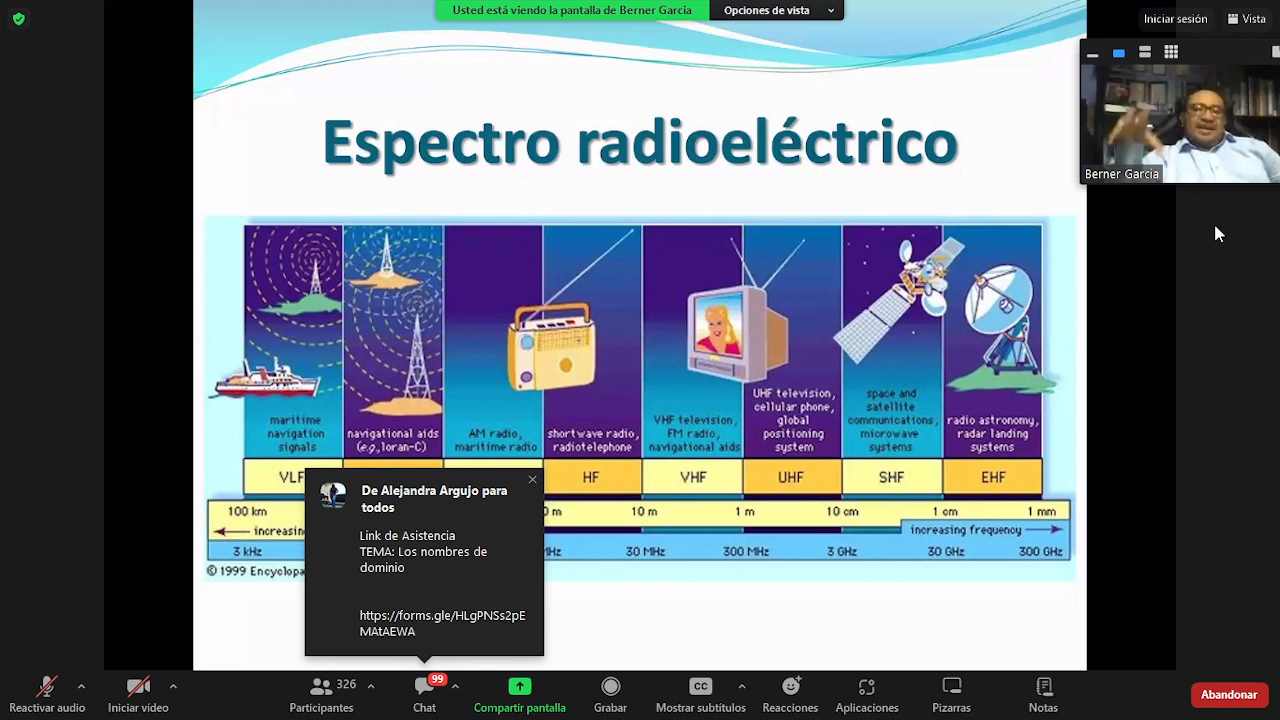 Usted está viendo la pantalla de Berner Garcia
Opciones de vista
Iniciar sesión
Vista
Berner Garcia
Espectro radioeléctrico
maritime
navigation
signals
navigational aids
(e.g., loran-C)
AM radio,
maritime radio
shortwave radio,
radiotelephone
VHF television,
FM radio,
navigational aids
UHF television,
cellular phone,
global
positioning
system
space and
satellite
communications,
microwave
systems
radio astronomy,
radar landing
systems
VLF
HF
VHF
UHF
SHF
EHF
100 km
0 m
10 m
1 m
10 cm
1 cm
1 mm
increasing
increasing frequency
3 kHz
MHz
30 MHz
300 MHz
3 GHz
30 GHz
300 GHz
© 1999 Encyclopa
De Alejandra Argujo para
todos
Link de Asistencia
TEMA: Los nombres de
dominio
https://forms.gle/HLgPNSs2pE
MAtAEWA
Reactivar audio
Iniciar vídeo
326
Participantes
99
Chat
Compartir pantalla
Grabar
CC
Mostrar subtítulos
Reacciones
Aplicaciones
Pizarras
Notas
Abandonar